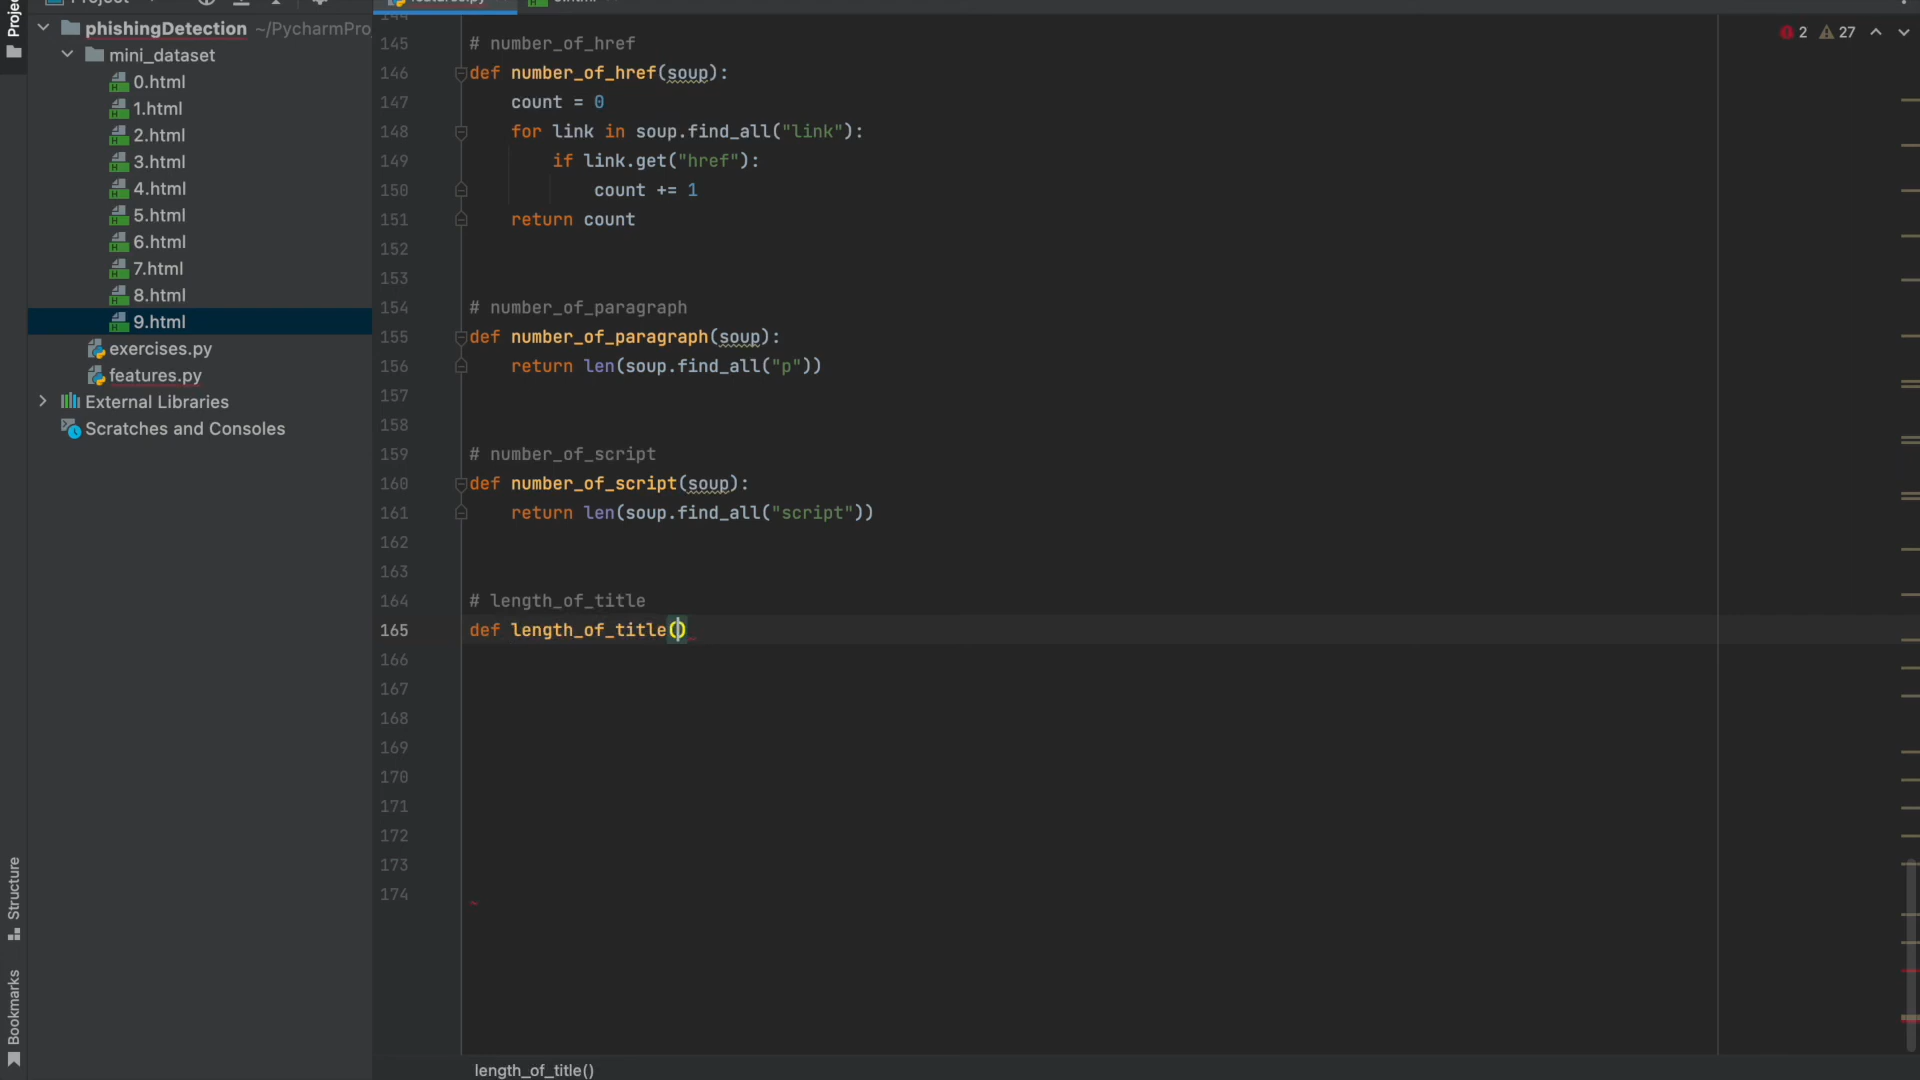 Project
phishingDetection ~/PycharmPro
mini_dataset
0.html
1.html
2.html
3.html
4.html
5.html
6.html
7.html
8.html
9.html
exercises.py
features.py
External Libraries
Scratches and Consoles
Structure
Bookmarks
2 27
145 # number_of_href
146 def number_of_href(soup):
147 count = 0
148 for link in soup.find_all("link"):
149 if link.get("href"):
150 count += 1
151 return count
152
153
154 # number_of_paragraph
155 def number_of_paragraph(soup):
156 return len(soup.find_all("p"))
157
158
159 # number_of_script
160 def number_of_script(soup):
161 return len(soup.find_all("script"))
162
163
164 # length_of_title
165 def length_of_title()
166
167
168
169
170
171
172
173
174
length_of_title()